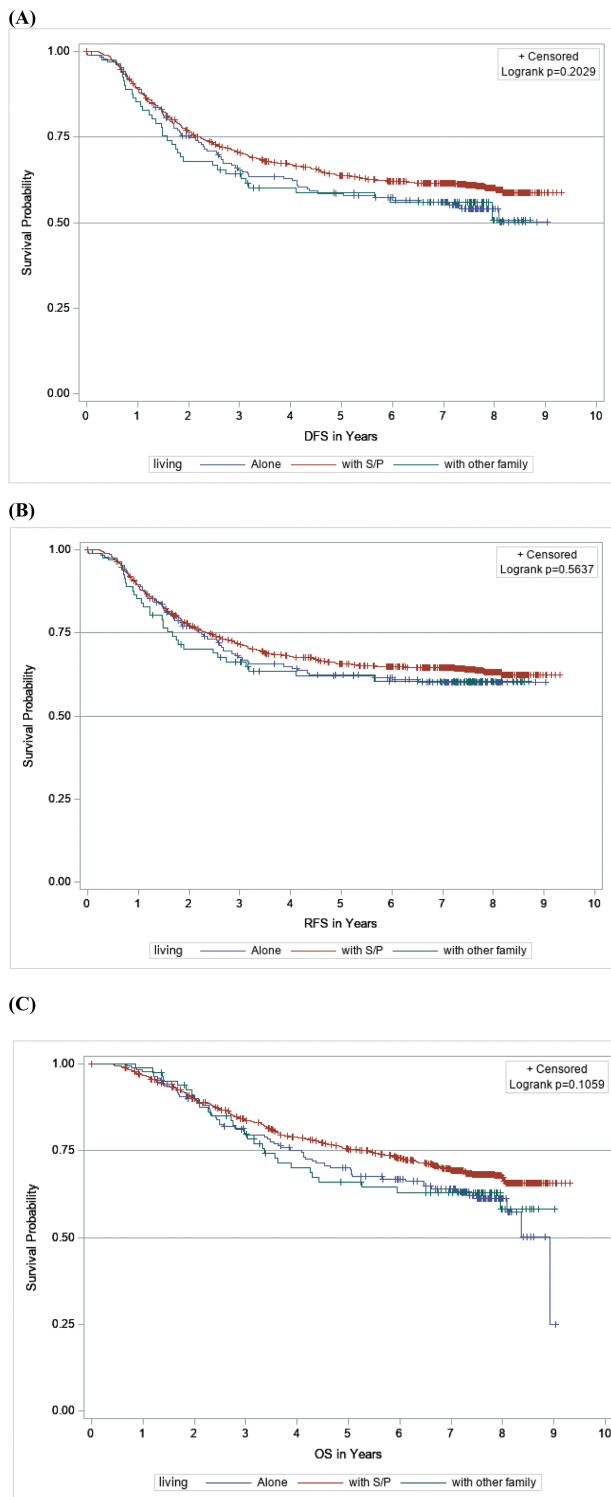 (A)
1.00
+ Censored
Logrank p=0.2029
0.75
0.50
0.25
0.00
Survival Probability
0 1 2 3 4 5 6 7 8 9 10
DFS in Years
living Alone with S/P with other family
(B)
1.00
+ Censored
Logrank p=0.5637
0.75
0.50
0.25
0.00
Survival Probability
0 1 2 3 4 5 6 7 8 9 10
RFS in Years
living Alone with S/P with other family
(C)
1.00
+ Censored
Logrank p=0.1059
0.75
0.50
0.25
0.00
Survival Probability
0 1 2 3 4 5 6 7 8 9 10
OS in Years
living Alone with S/P with other family